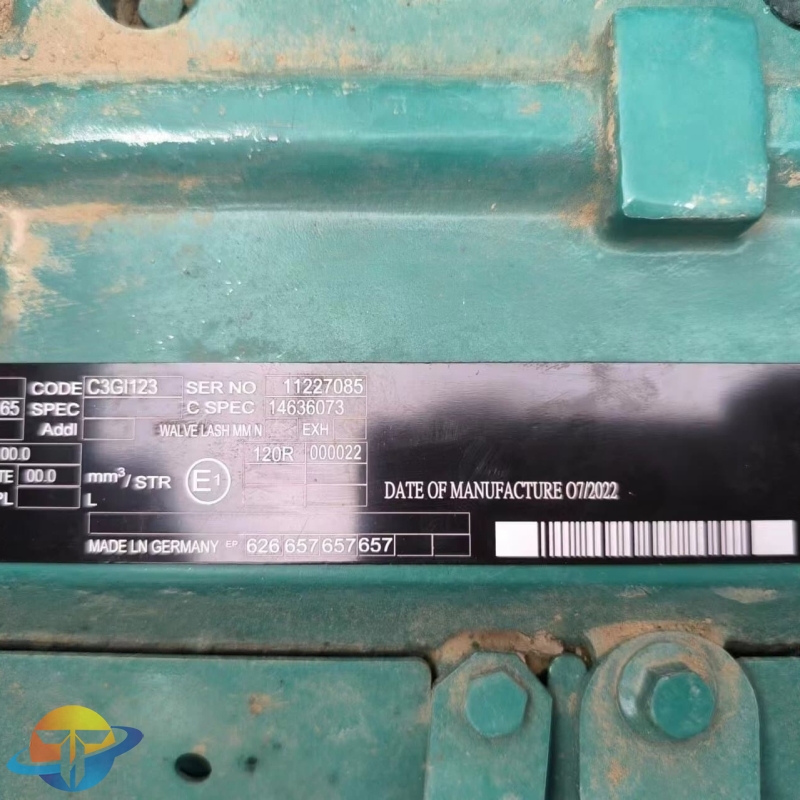 CODE C3GI123 SER NO 11227085
65 SPEC C SPEC 14636073
Addl WALVE LASH MM N EXH
00.0 120R 000022
TE 00.0 mm³/STR E1
PL L
DATE OF MANUFACTURE O7/2022
MADE LN GERMANY EP 626 657 657 657